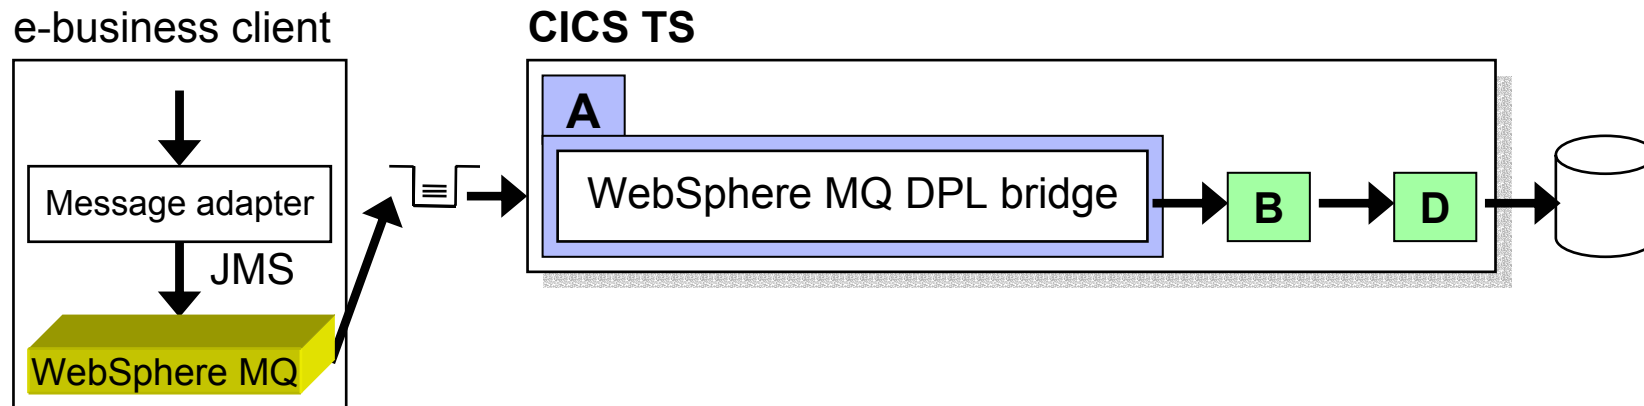 e-business client
CICS TS
A
Message adapter
WebSphere MQ DPL bridge
B
D
JMS
WebSphere MQ